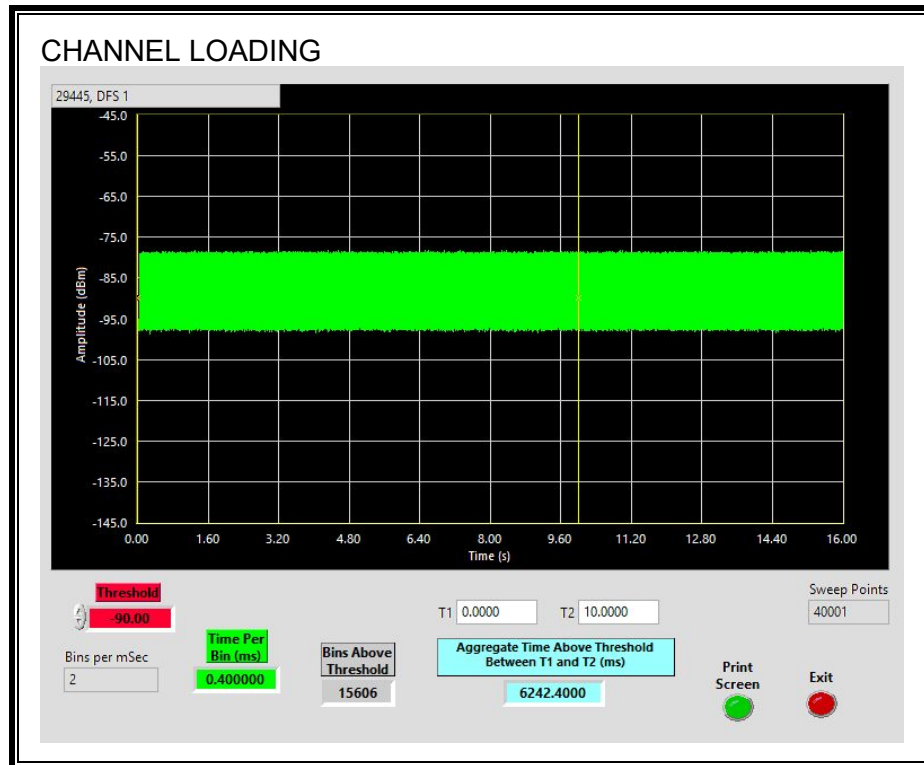 CHANNEL LOADING
29445, DFS 1
Amplitude (dBm)
-45.0
-55.0
-65.0
-75.0
-85.0
-95.0
-105.0
-115.0
-125.0
-135.0
-145.0
0.00 1.60 3.20 4.80 6.40 8.00 9.60 11.20 12.80 14.40 16.00
Time (s)
Threshold
-90.00
Bins per mSec
2
Time Per
Bin (ms)
0.400000
Bins Above
Threshold
15606
T1 0.0000 T2 10.0000
Aggregate Time Above Threshold
Between T1 and T2 (ms)
6242.4000
Sweep Points
40001
Print
Screen
Exit